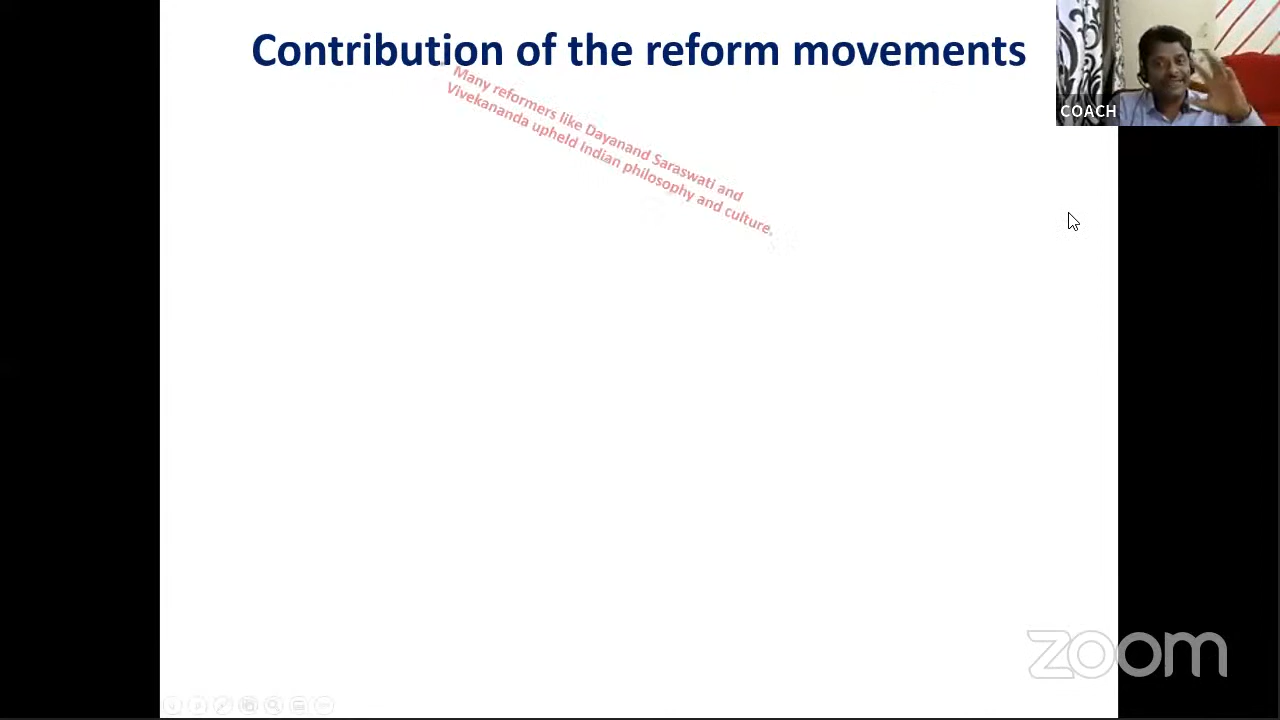 Contribution of the reform movements
Many reformers like Dayanand Saraswati and
Vivekananda upheld Indian philosophy and culture.
COACH
zoom